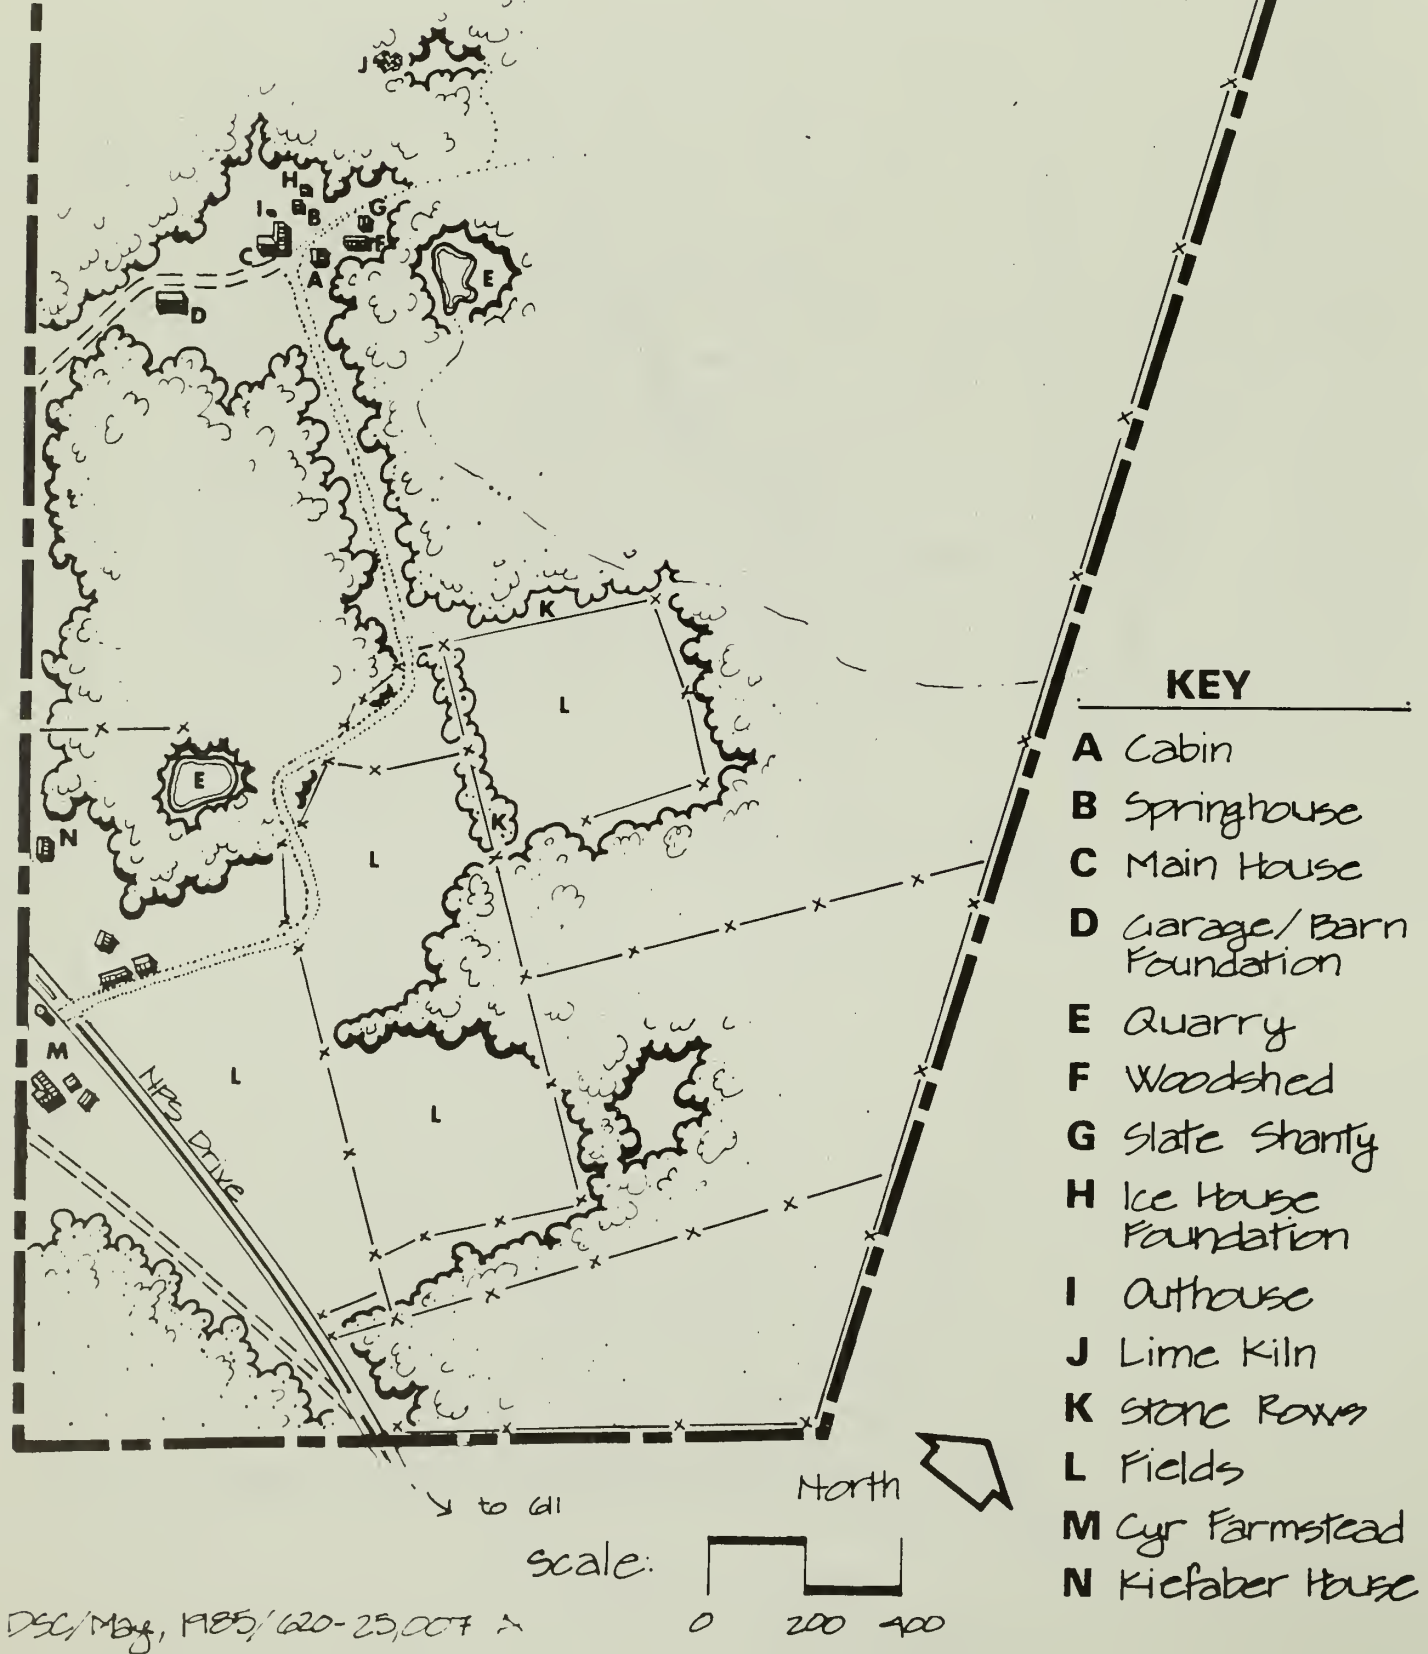 J
H
I
B
G
C
F
A
E
D
K
L
E
K
N
L
M
L
L
NPS Drive
KEY
A Cabin
B Springhouse
C Main House
D Garage/Barn
Foundation
E Quarry
F Woodshed
G Slate Shanty
H Ice House
Foundation
I Outhouse
J Lime Kiln
K Stone Rows
L Fields
M Cyr Farmstead
N Kiefaber House
North
to 611
Scale:
0 200 400
DSC/May, 1985/620-25,007 A